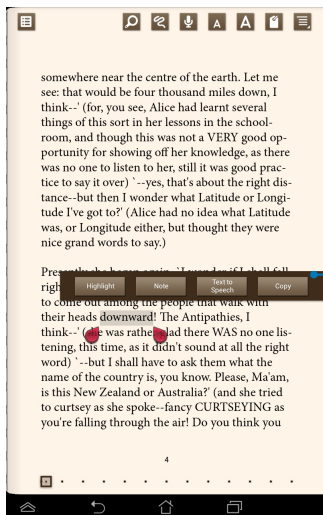 A
A
somewhere near the centre of the earth. Let me
see: that would be four thousand miles down, I
think--' (for, you see, Alice had learnt several
things of this sort in her lessons in the school-
room, and though this was not a VERY good op-
portunity for showing off her knowledge, as there
was no one to listen to her, still it was good prac-
tice to say it over) `--yes, that's about the right dis-
tance--but then I wonder what Latitude or Longi-
tude I've got to?' (Alice had no idea what Latitude
was, or Longitude either, but thought they were
nice grand words to say.)
Presently she began again. `I wonder if I shall fall
righ
Highlight
Note
Text to
Speech
Copy
to come out among the people that walk with
their heads downward! The Antipathies, I
think--' (she was rather glad there WAS no one lis-
tening, this time, as it didn't sound at all the right
word) `--but I shall have to ask them what the
name of the country is, you know. Please, Ma'am,
is this New Zealand or Australia?' (and she tried
to curtsey as she spoke--fancy CURTSEYING as
you're falling through the air! Do you think you
4